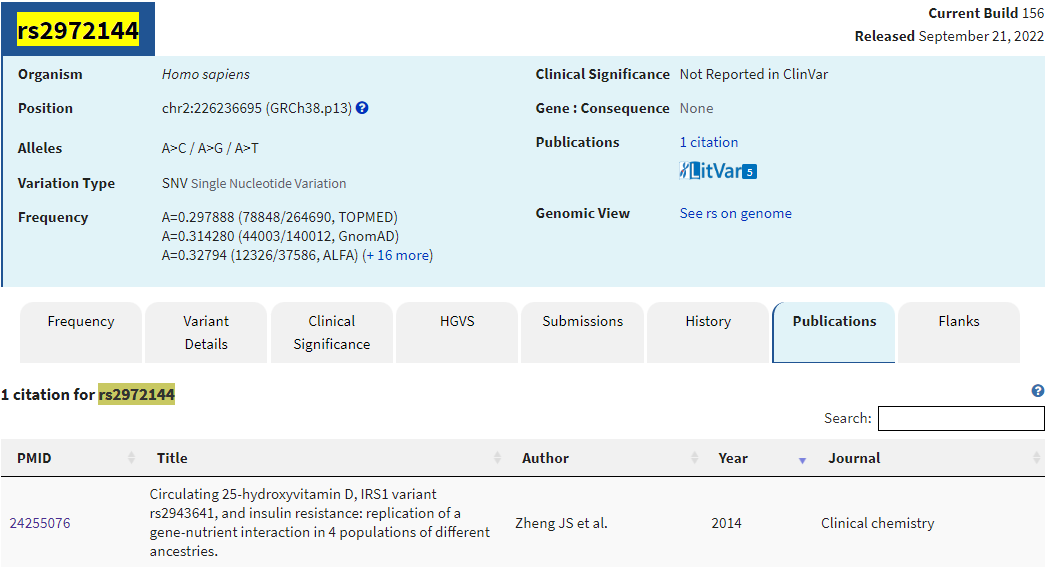 rs2972144
Current Build 156
Released September 21, 2022
Organism Homo sapiens
Position chr2:226236695 (GRCh38.p13) ?
Alleles A>C / A>G / A>T
Variation Type SNV Single Nucleotide Variation
Frequency A=0.297888 (78848/264690, TOPMED)
A=0.314280 (44003/140012, GnomAD)
A=0.32794 (12326/37586, ALFA) (+ 16 more)
Clinical Significance Not Reported in ClinVar
Gene : Consequence None
Publications 1 citation
LitVar 5
Genomic View See rs on genome
Frequency
Variant
Details
Clinical
Significance
HGVS
Submissions
History
Publications
Flanks
1 citation for rs2972144
?
Search:
PMID Title Author Year Journal
24255076
Circulating 25-hydroxyvitamin D, IRS1 variant
rs2943641, and insulin resistance: replication of a
gene-nutrient interaction in 4 populations of different
ancestries.
Zheng JS et al.
2014
Clinical chemistry